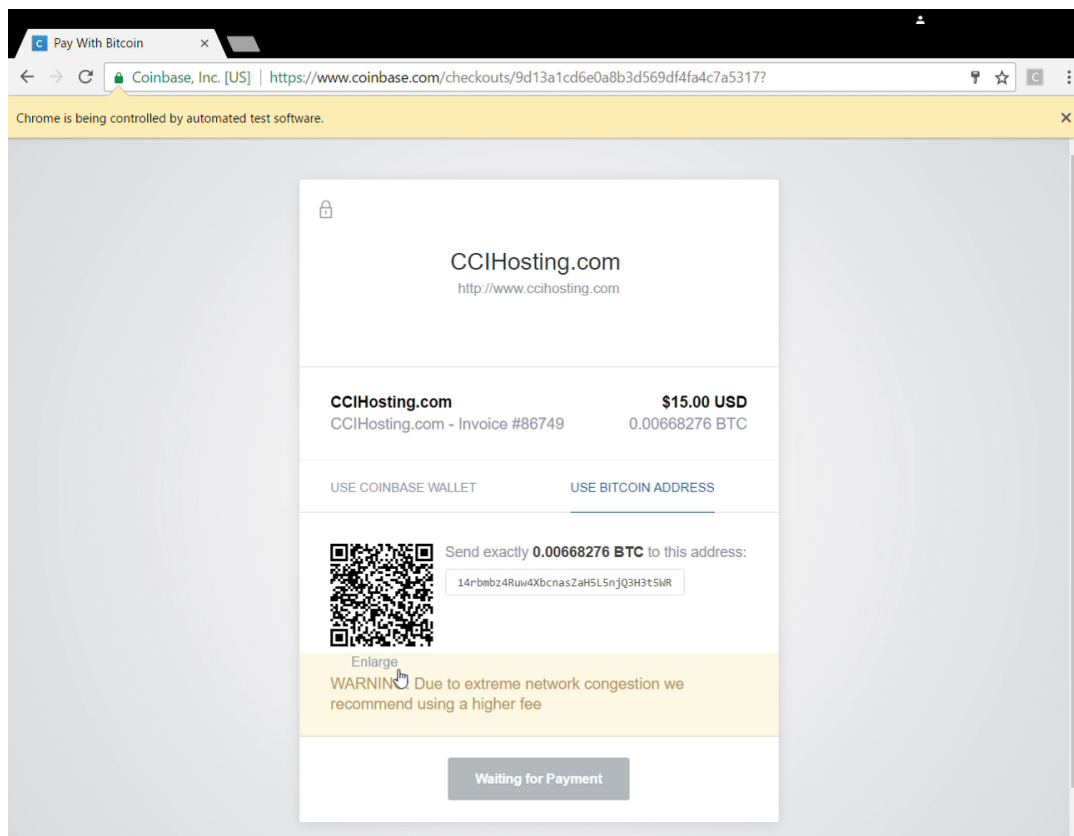 Pay With Bitcoin
Coinbase, Inc. [US] | https://www.coinbase.com/checkouts/9d13a1cd6e0a8b3d569df4fa4c7a5317?
Chrome is being controlled by automated test software.
CCIHosting.com
http://www.ccihosting.com
CCIHosting.com $15.00 USD
CCIHosting.com - Invoice #86749 0.00668276 BTC
USE COINBASE WALLET USE BITCOIN ADDRESS
Send exactly 0.00668276 BTC to this address:
14rbmbz4Ruw4XbcnasZaH5L5njQ3H3t5WR
Enlarge
WARNING Due to extreme network congestion we
recommend using a higher fee
Waiting for Payment